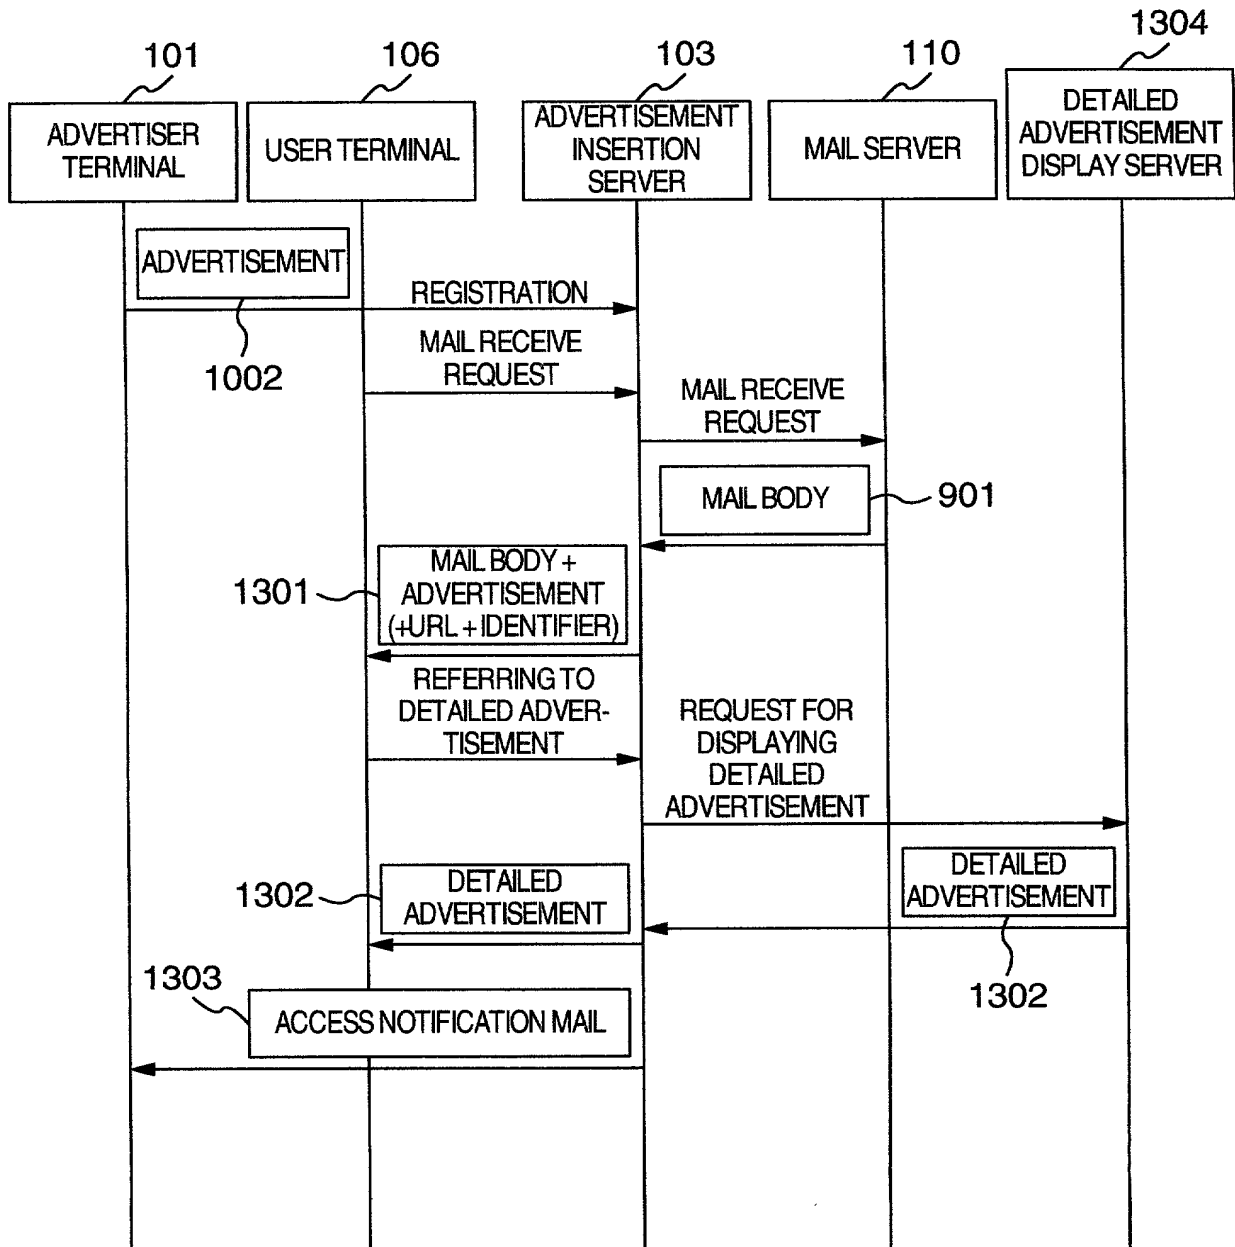 1304
101
106
103
110
ADVERTISER
TERMINAL
USER TERMINAL
ADVERTISEMENT
INSERTION
SERVER
MAIL SERVER
DETAILED
ADVERTISEMENT
DISPLAY SERVER
ADVERTISEMENT
REGISTRATION
1002
MAIL RECEIVE
REQUEST
MAIL RECEIVE
REQUEST
MAIL BODY
901
1301
MAIL BODY +
ADVERTISEMENT
(+URL + IDENTIFIER)
REFERRING TO
DETAILED ADVER-
TISEMENT
REQUEST FOR
DISPLAYING
DETAILED
ADVERTISEMENT
1302
DETAILED
ADVERTISEMENT
DETAILED
ADVERTISEMENT
1302
1303
ACCESS NOTIFICATION MAIL